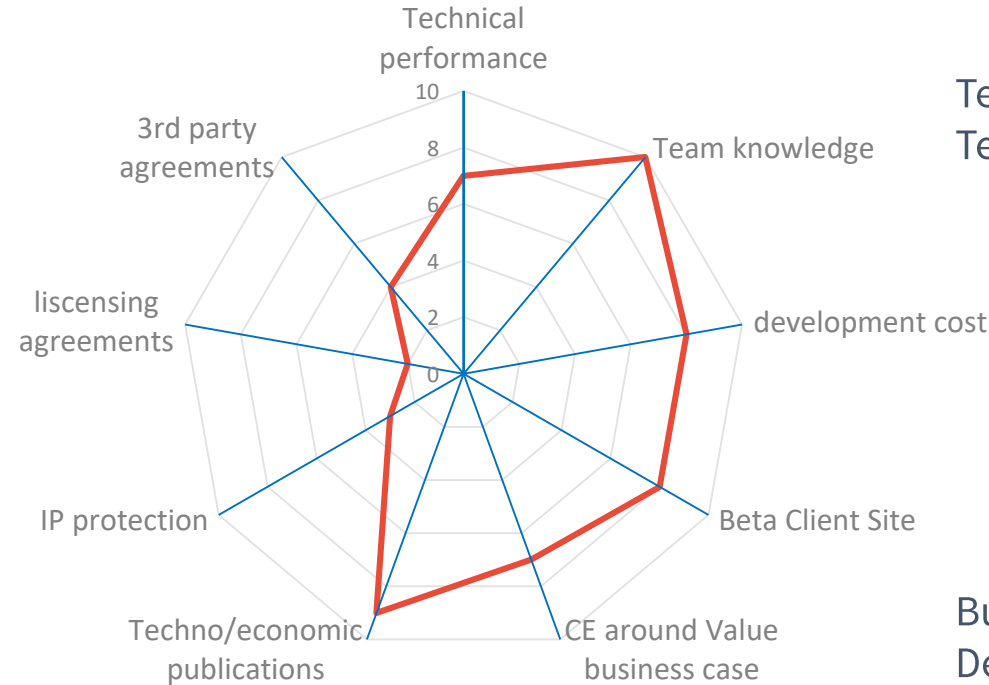 Technical
performance
10
8
6
4
2
0
Team knowledge
development cost
Beta Client Site
CE around Value
business case
Techno/economic
publications
IP protection
liscensing
agreements
3rd party
agreements